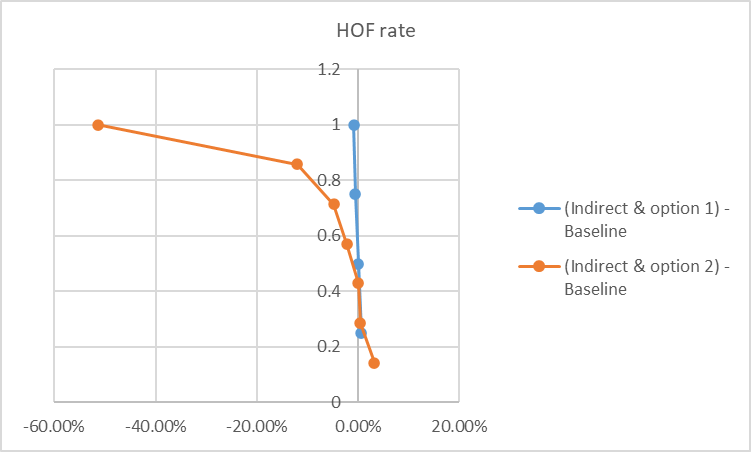 HOF rate
1.2
1
0.8
0.6
0.4
0.2
0
-60.00% -40.00% -20.00% 0.00% 20.00%
(Indirect & option 1) -
Baseline
(Indirect & option 2) -
Baseline